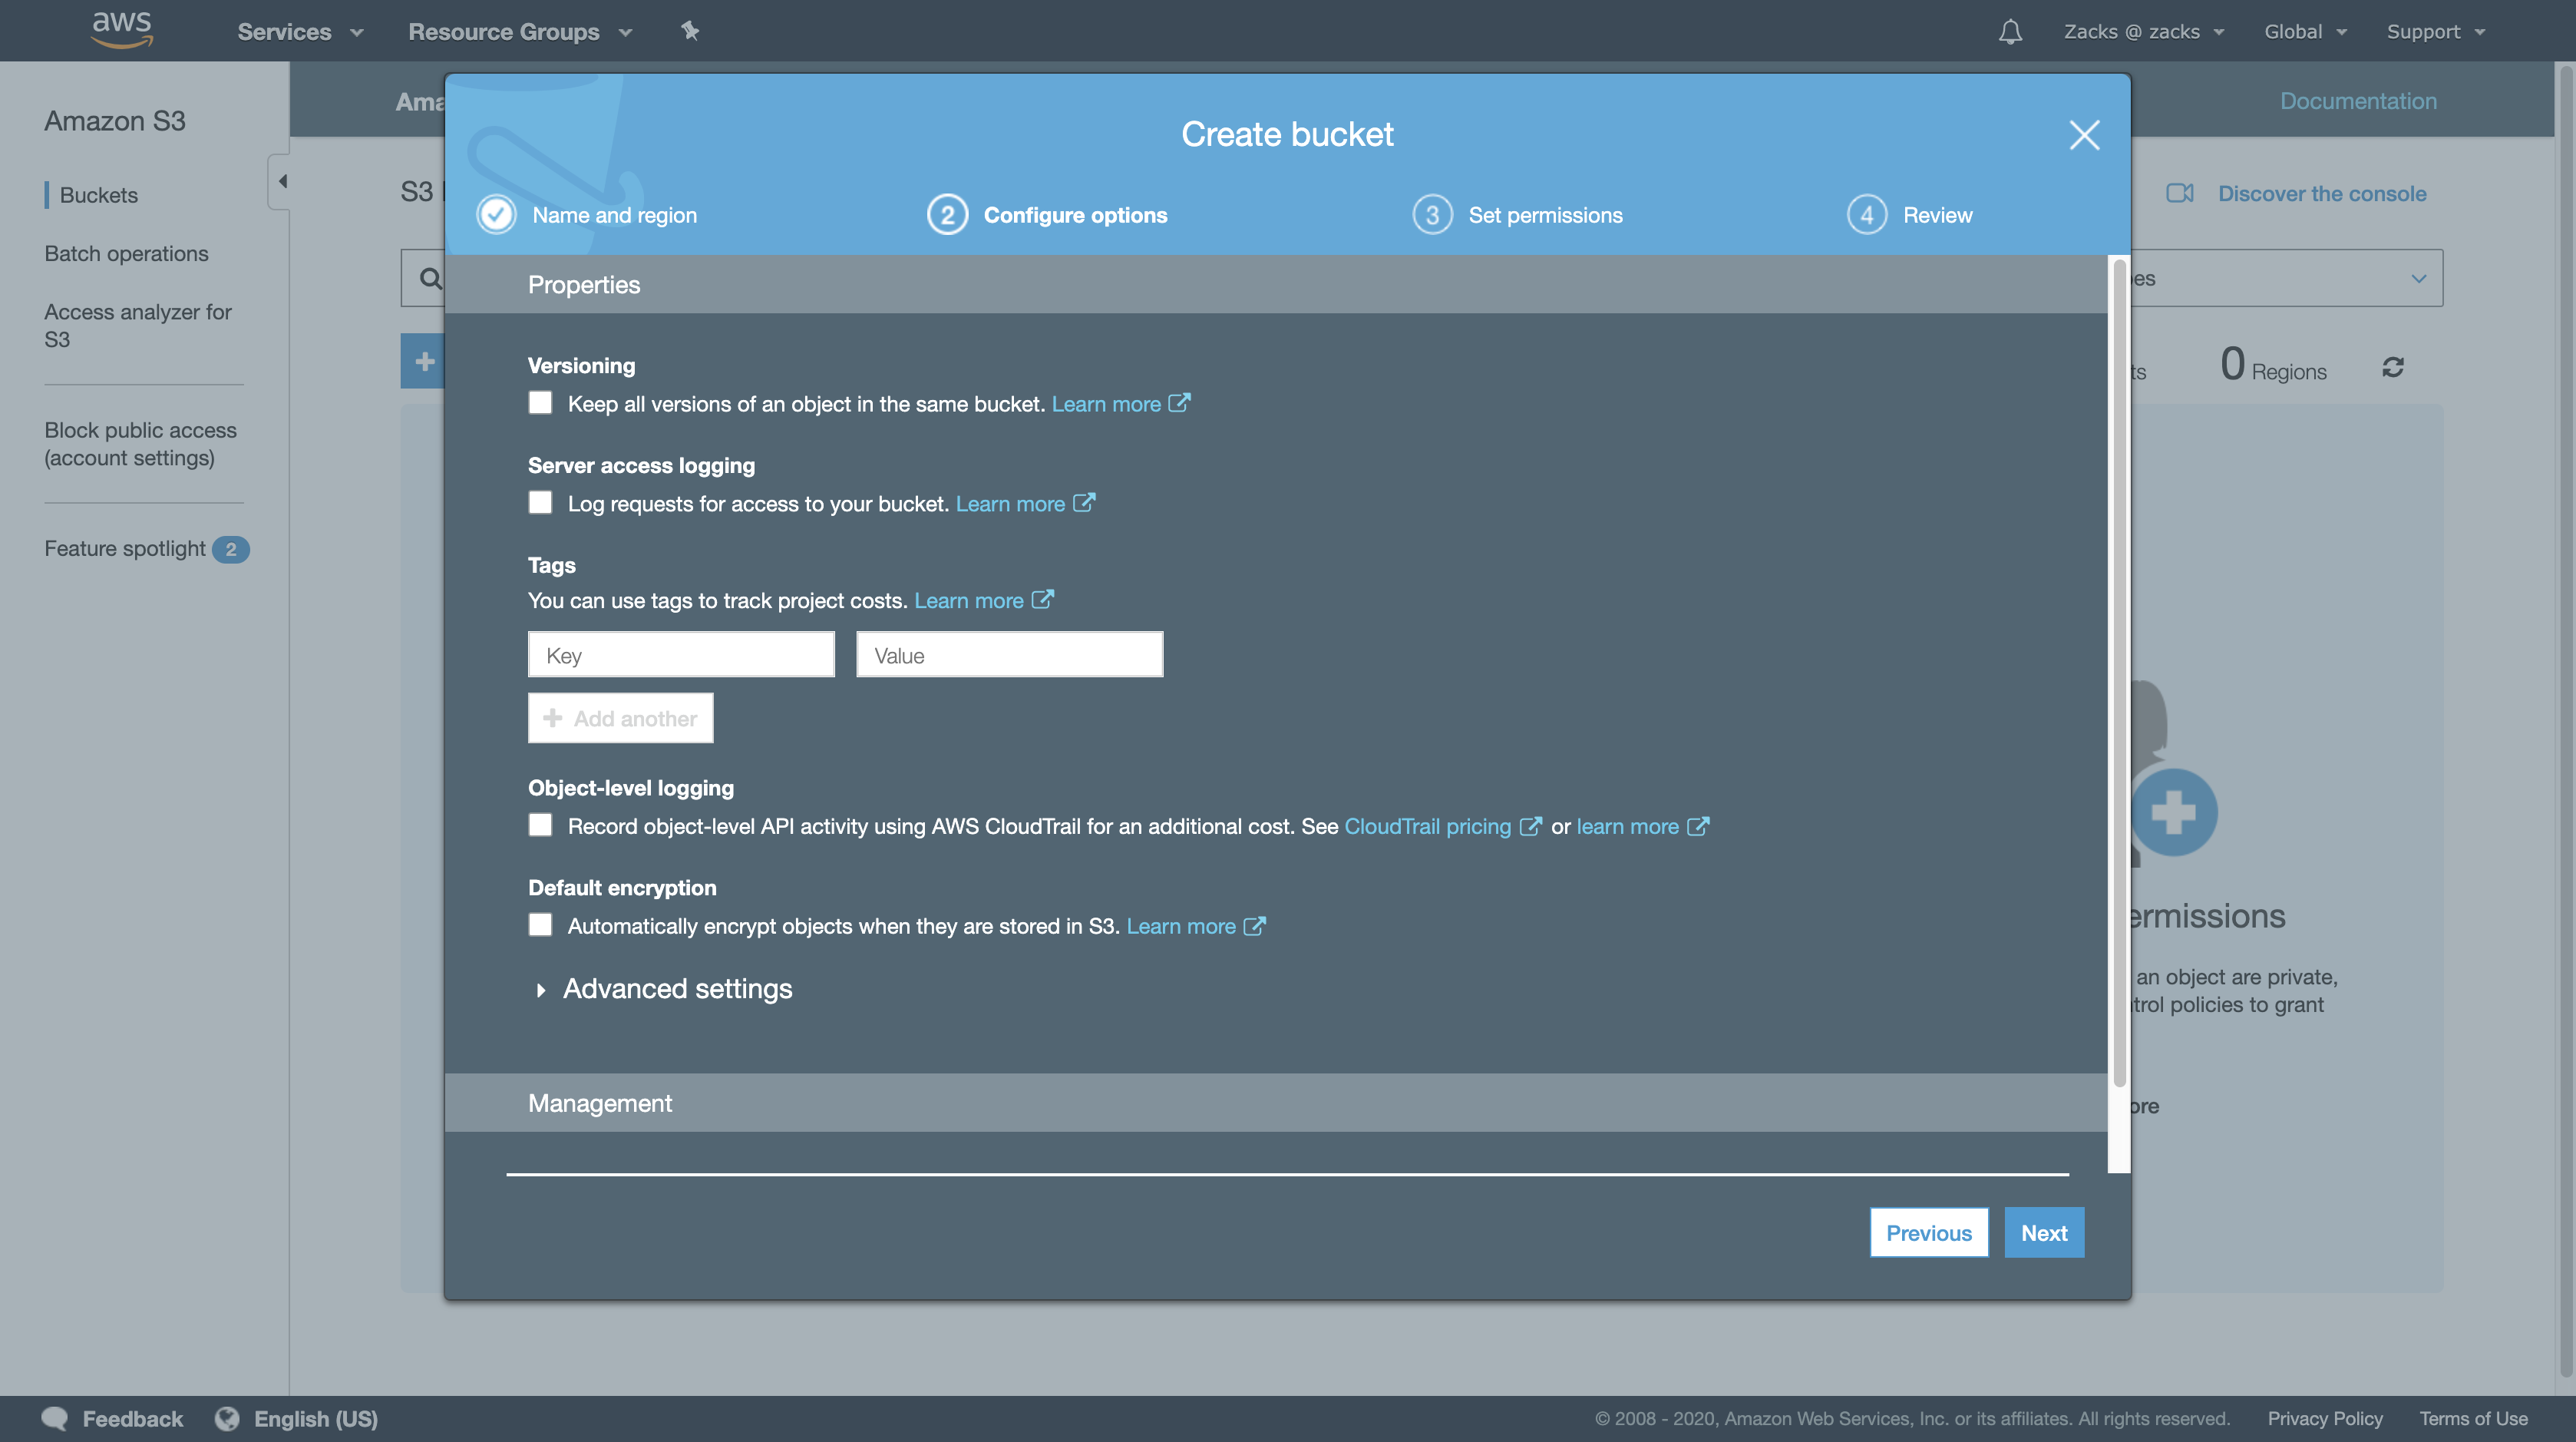 aws
Services
Resource Groups
Zacks @ zacks
Global
Support
Amazon S3
Buckets
Batch operations
Access analyzer for
S3
Block public access
(account settings)
Feature spotlight 2
Documentation
S3
Discover the console
0 Regions
Create bucket
Name and region
2 Configure options
3 Set permissions
4 Review
Properties
Versioning
Keep all versions of an object in the same bucket. Learn more
Server access logging
Log requests for access to your bucket. Learn more
Tags
You can use tags to track project costs. Learn more
Key
Value
Add another
Object-level logging
Record object-level API activity using AWS CloudTrail for an additional cost. See CloudTrail pricing or learn more
Default encryption
Automatically encrypt objects when they are stored in S3. Learn more
Advanced settings
Management
Previous
Next
an object are private,
policies to grant
Feedback
English (US)
© 2008 - 2020, Amazon Web Services, Inc. or its affiliates. All rights reserved.
Privacy Policy
Terms of Use